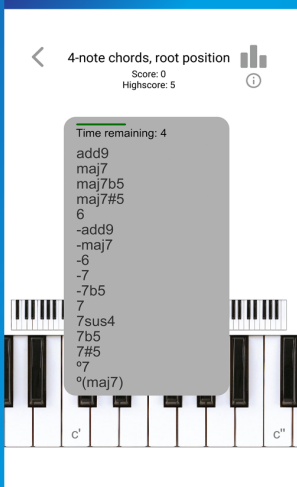 4-note chords, root position
Score: 0
Highscore: 5
Time remaining: 4
add9
maj7
maj7b5
maj7#5
6
-add9
-maj7
-6
-7
-7b5
7
7sus4
7b5
7#5
º7
º(maj7)
c'
c"